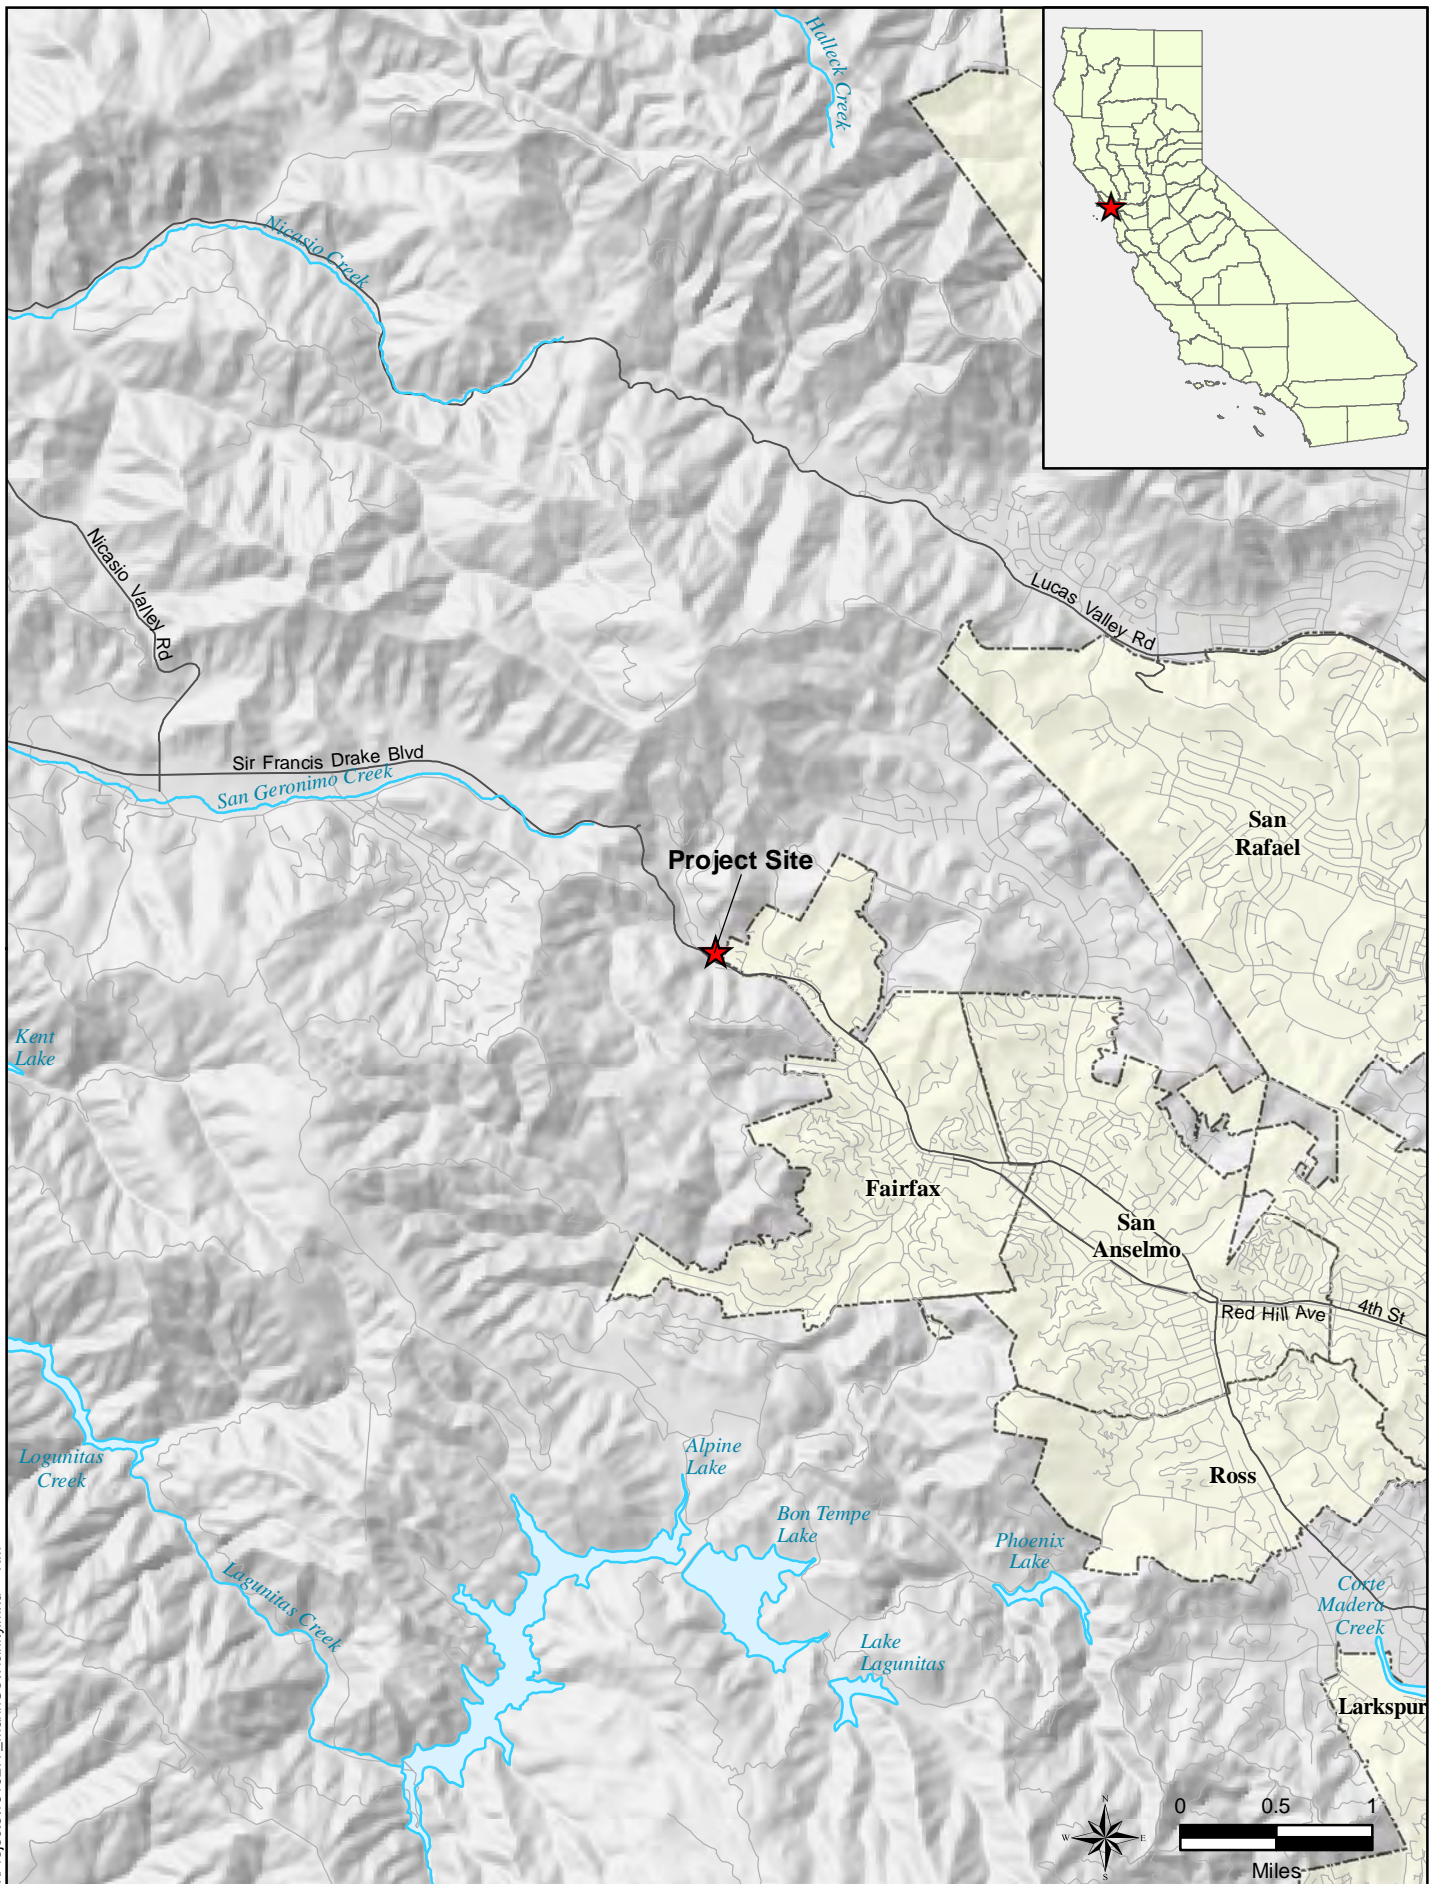 Halleck Creek
Nicasio Creek
Nicasio Valley Rd
Lucas Valley Rd
Sir Francis Drake Blvd
San Geronimo Creek
San
Rafael
Project Site
Kent
Lake
Fairfax
San
Anselmo
Red Hill Ave
4th St
Alpine
Lake
Logunitas
Creek
Ross
Bon Tempe
Lake
Phoenix
Lake
Corte
Madera
Creek
Lagunitas Creek
Lake
Lagunitas
Larkspur
N
W
E
S
0 0.5 1
Miles